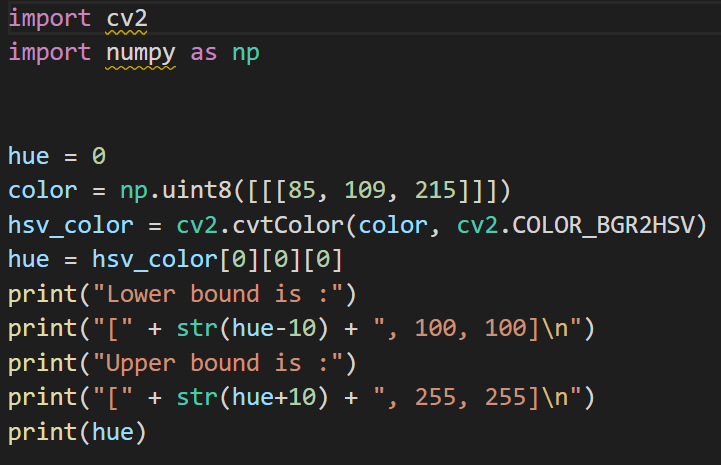 import cv2
import numpy as np
hue = 0
color = np.uint8([[[85, 109, 215]]])
hsv_color = cv2.cvtColor(color, cv2.COLOR_BGR2HSV)
hue = hsv_color[0][0][0]
print("Lower bound is :")
print("[" + str(hue-10) + ", 100, 100]\n")
print("Upper bound is :")
print("[" + str(hue+10) + ", 255, 255]\n")
print(hue)